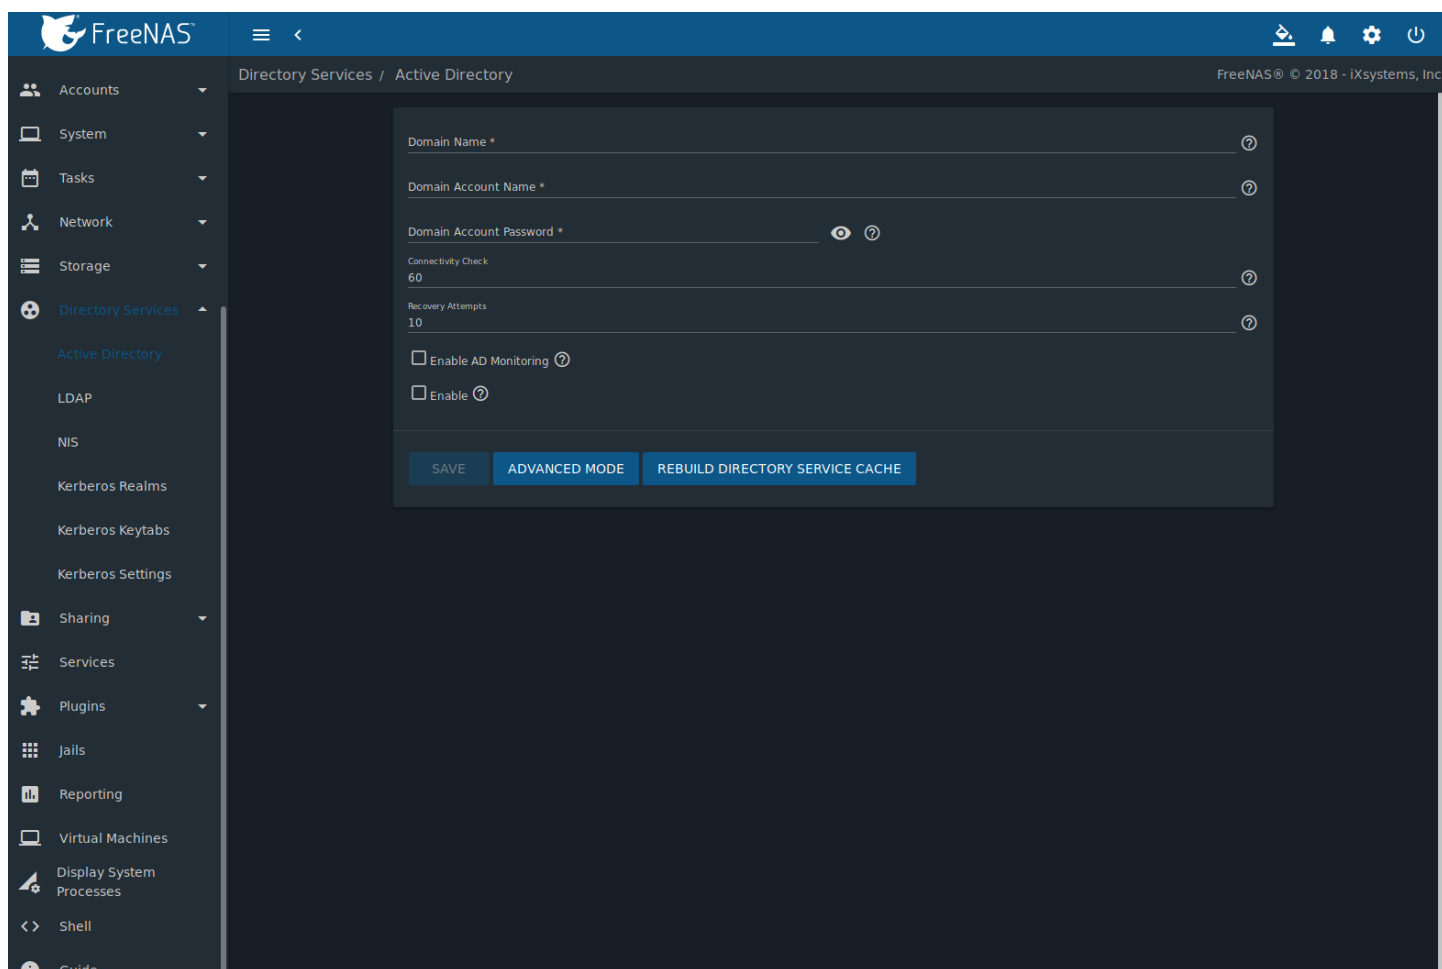 FreeNAS™
Directory Services / Active Directory
FreeNAS® © 2018 - iXsystems, Inc
Accounts
System
Tasks
Network
Storage
Directory Services
Active Directory
LDAP
NIS
Kerberos Realms
Kerberos Keytabs
Kerberos Settings
Sharing
Services
Plugins
Jails
Reporting
Virtual Machines
Display System
Processes
Shell
Guide
Domain Name *
Domain Account Name *
Domain Account Password *
Connectivity Check
60
Recovery Attempts
10
Enable AD Monitoring
Enable
SAVE
ADVANCED MODE
REBUILD DIRECTORY SERVICE CACHE